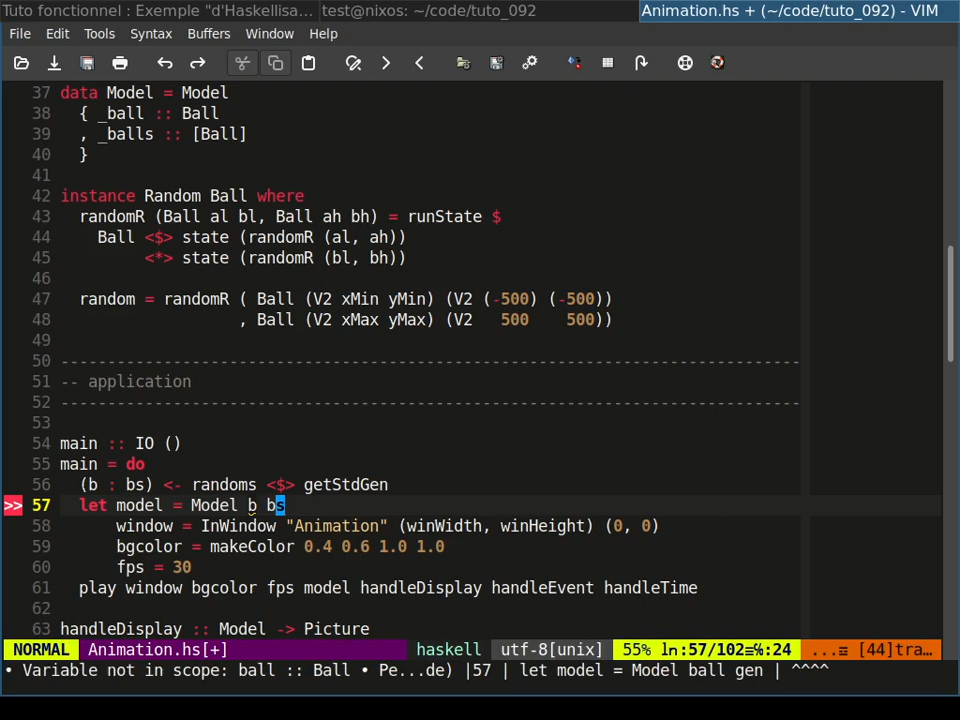 Tuto fonctionnel : Exemple "d'Haskellisa... test@nixos: ~/code/tuto_092 Animation.hs + (~/code/tuto_092) - VIM
File Edit Tools Syntax Buffers Window Help
37 data Model = Model
38   { _ball :: Ball
39   , _balls :: [Ball]
40   }
41
42 instance Random Ball where
43   randomR (Ball al bl, Ball ah bh) = runState $
44     Ball <$> state (randomR (al, ah))
45          <*> state (randomR (bl, bh))
46
47   random = randomR ( Ball (V2 xMin yMin) (V2 (-500) (-500))
48                    , Ball (V2 xMax yMax) (V2   500    500))
49
50 -------------------------------------------------------------------------------
51 -- application
52 -------------------------------------------------------------------------------
53
54 main :: IO ()
55 main = do
56   (b : bs) <- randoms <$> getStdGen
>> 57   let model = Model b bs
58       window = InWindow "Animation" (winWidth, winHeight) (0, 0)
59       bgcolor = makeColor 0.4 0.6 1.0 1.0
60       fps = 30
61   play window bgcolor fps model handleDisplay handleEvent handleTime
62
63 handleDisplay :: Model -> Picture
NORMAL Animation.hs[+] haskell utf-8[unix] 55% ln:57/102≡℅:24 ...☲ [44]tra…
• Variable not in scope: ball :: Ball • Pe...de) |57 | let model = Model ball gen | ^^^^